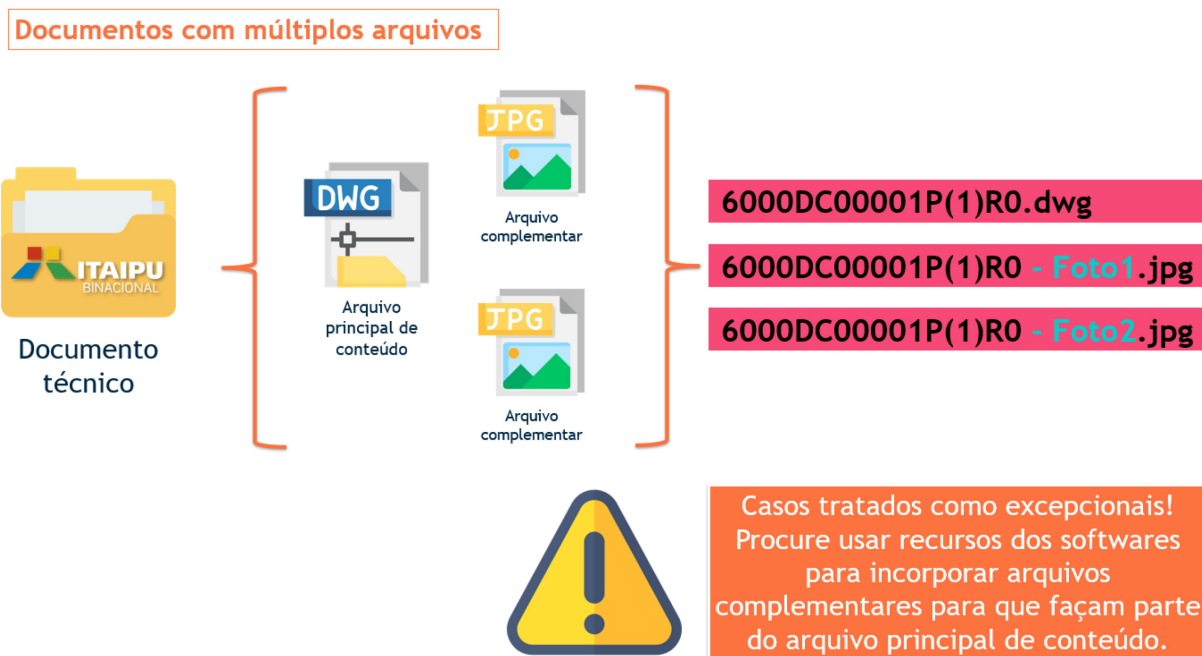 Documentos com múltiplos arquivos
ITAIPU
BINACIONAL
Documento
técnico
DWG
Arquivo
principal de
conteúdo
JPG
Arquivo
complementar
JPG
Arquivo
complementar
6000DC00001P(1)R0.dwg
6000DC00001P(1)R0 - Foto1.jpg
6000DC00001P(1)R0 - Foto2.jpg
Casos tratados como excepcionais!
Procure usar recursos dos softwares
para incorporar arquivos
complementares para que façam parte
do arquivo principal de conteúdo.